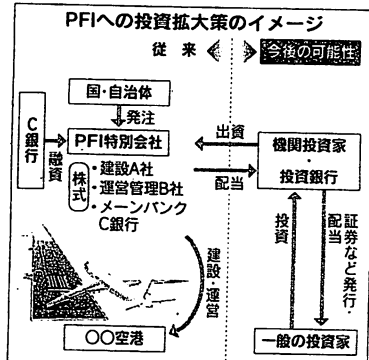 PFIへの投資拡大策のイメージ
従来
今後の可能性
国・自治体
発注
C銀行
融資
PFI特別会社
株式
・建設A社
・運営管理B社
・メーンバンク
C銀行
出資
配当
機関投資家
・
投資銀行
建設・運営
〇〇空港
投資
証券など発行・
配当
一般の投資家